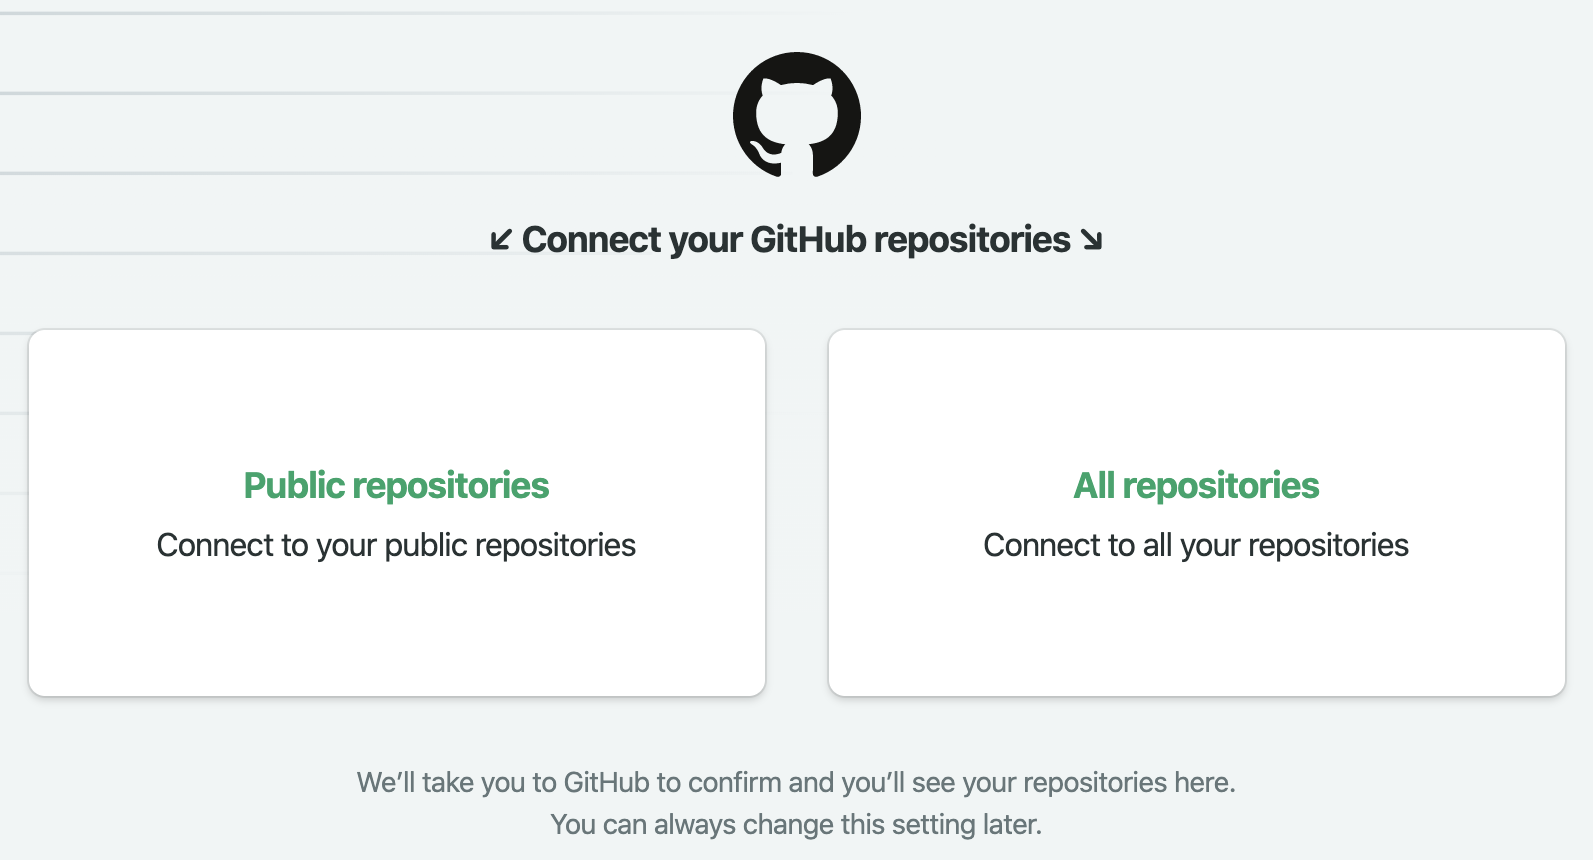 ↙ Connect your GitHub repositories ↘
Public repositories
Connect to your public repositories
All repositories
Connect to all your repositories
We’ll take you to GitHub to confirm and you’ll see your repositories here.
You can always change this setting later.